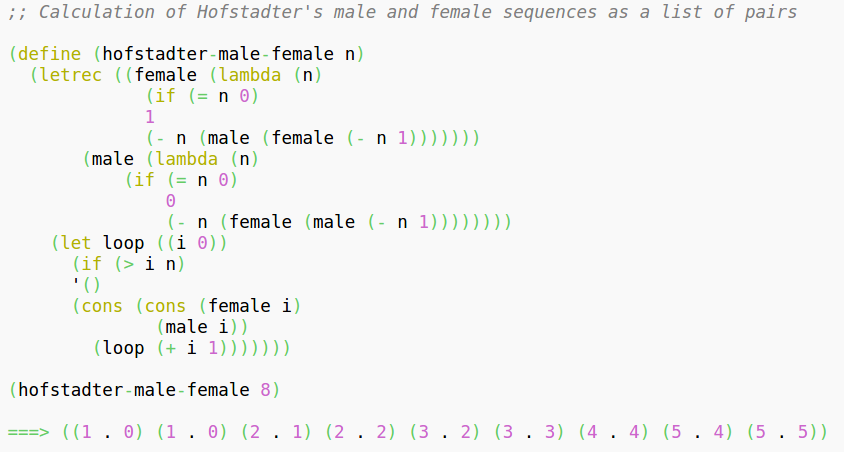 ;; Calculation of Hofstadter's male and female sequences as a list of pairs

(define (hofstadter-male-female n)
  (letrec ((female (lambda (n)
             (if (= n 0)
             1
             (- n (male (female (- n 1)))))))
       (male (lambda (n)
           (if (= n 0)
               0
               (- n (female (male (- n 1))))))))
    (let loop ((i 0))
      (if (> i n)
      '()
      (cons (cons (female i)
              (male i))
        (loop (+ i 1)))))))

(hofstadter-male-female 8)

===> ((1 . 0) (1 . 0) (2 . 1) (2 . 2) (3 . 2) (3 . 3) (4 . 4) (5 . 4) (5 . 5))